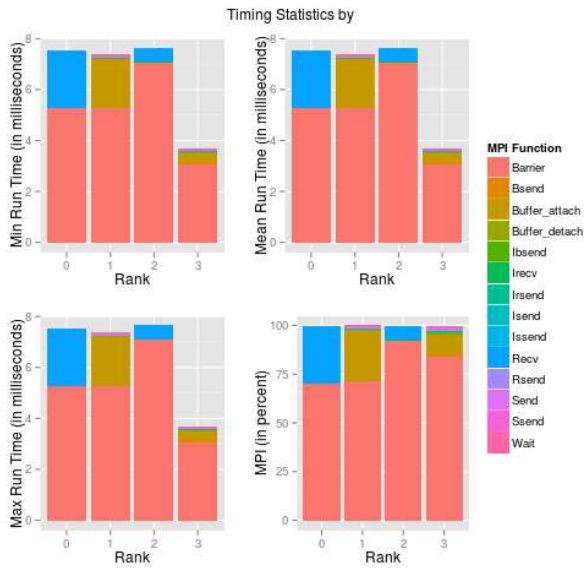 Timing Statistics by
Min Run Time (in milliseconds)
8
6
4
2
0
0 1 2 3
Rank
Mean Run Time (in milliseconds)
8
6
4
2
0
0 1 2 3
Rank
Max Run Time (in milliseconds)
8
6
4
2
0
0 1 2 3
Rank
MPI (in percent)
100
75
50
25
0
0 1 2 3
Rank
MPI Function
Barrier
Bsend
Buffer_attach
Buffer_detach
Ibsend
Irecv
Irsend
Isend
Issend
Recv
Rsend
Send
Ssend
Wait